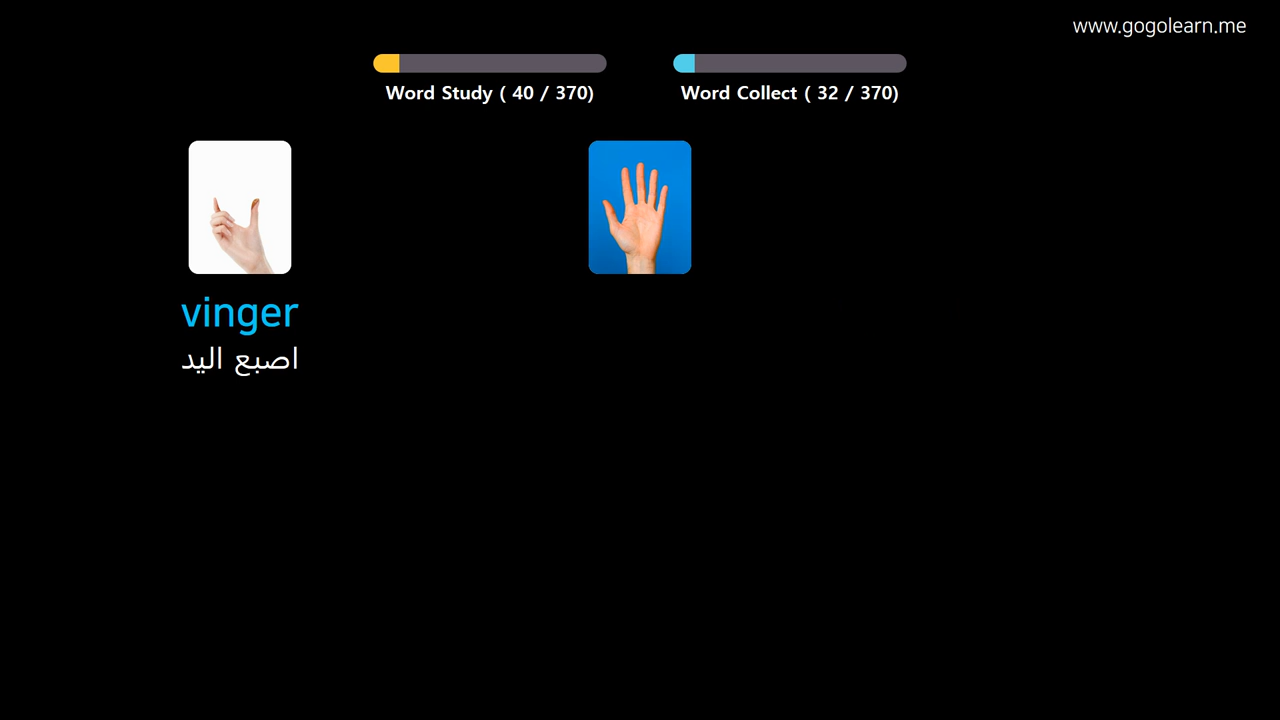 www.gogolearn.me
Word Study ( 40 / 370)
Word Collect ( 32 / 370)
vinger
اصبع اليد